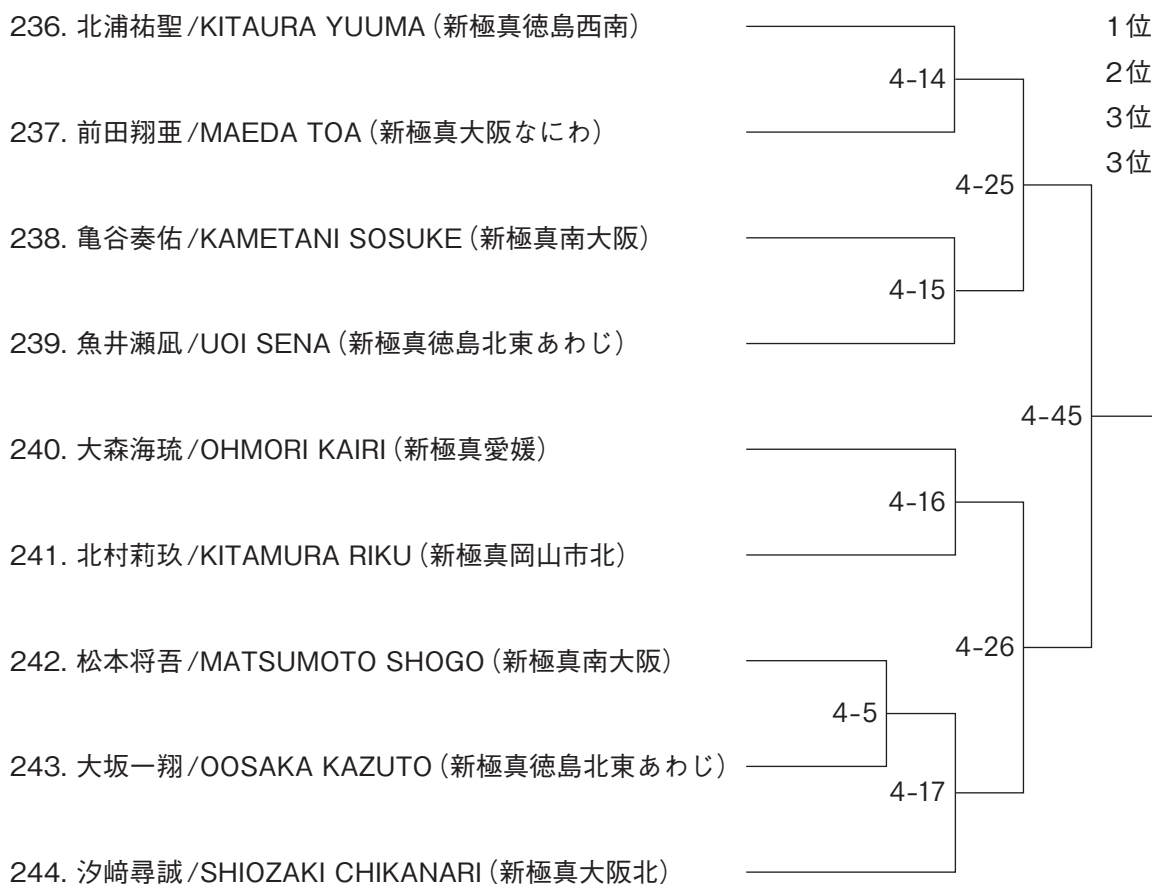 236. 北浦祐聖/KITAURA YUUMA（新極真徳島西南）
1位
4-14
2位
237. 前田翔亜/MAEDA TOA（新極真大阪なにわ）
3位
3位
4-25
238. 亀谷奏佑/KAMETANI SOSUKE（新極真南大阪）
4-15
239. 魚井瀬凪/UOI SENA（新極真徳島北東あわじ）
4-45
240. 大森海琉/OHMORI KAIRI（新極真愛媛）
4-16
241. 北村莉玖/KITAMURA RIKU（新極真岡山市北）
4-26
242. 松本将吾/MATSUMOTO SHOGO（新極真南大阪）
4-5
243. 大坂一翔/OOSAKA KAZUTO（新極真徳島北東あわじ）
4-17
244. 汐﨑尋誠/SHIOZAKI CHIKANARI（新極真大阪北）